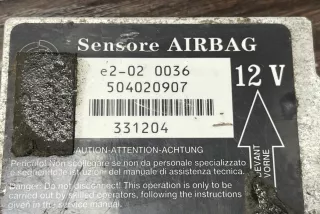 Sensore AIRBAG
e2-02 0036
504020907
12 V
331204
AUTION-ATTENTION-ACHTUNG
Pericolo! Non scollegare se non da personale specializzato
e seguendo le istruzioni del manuale di assistenza tecnica.
Danger: Do not disconnect! This operation is only to be
carried out by skilled operators, following the instructions
given in the service manual.
DEVANT
VORNE